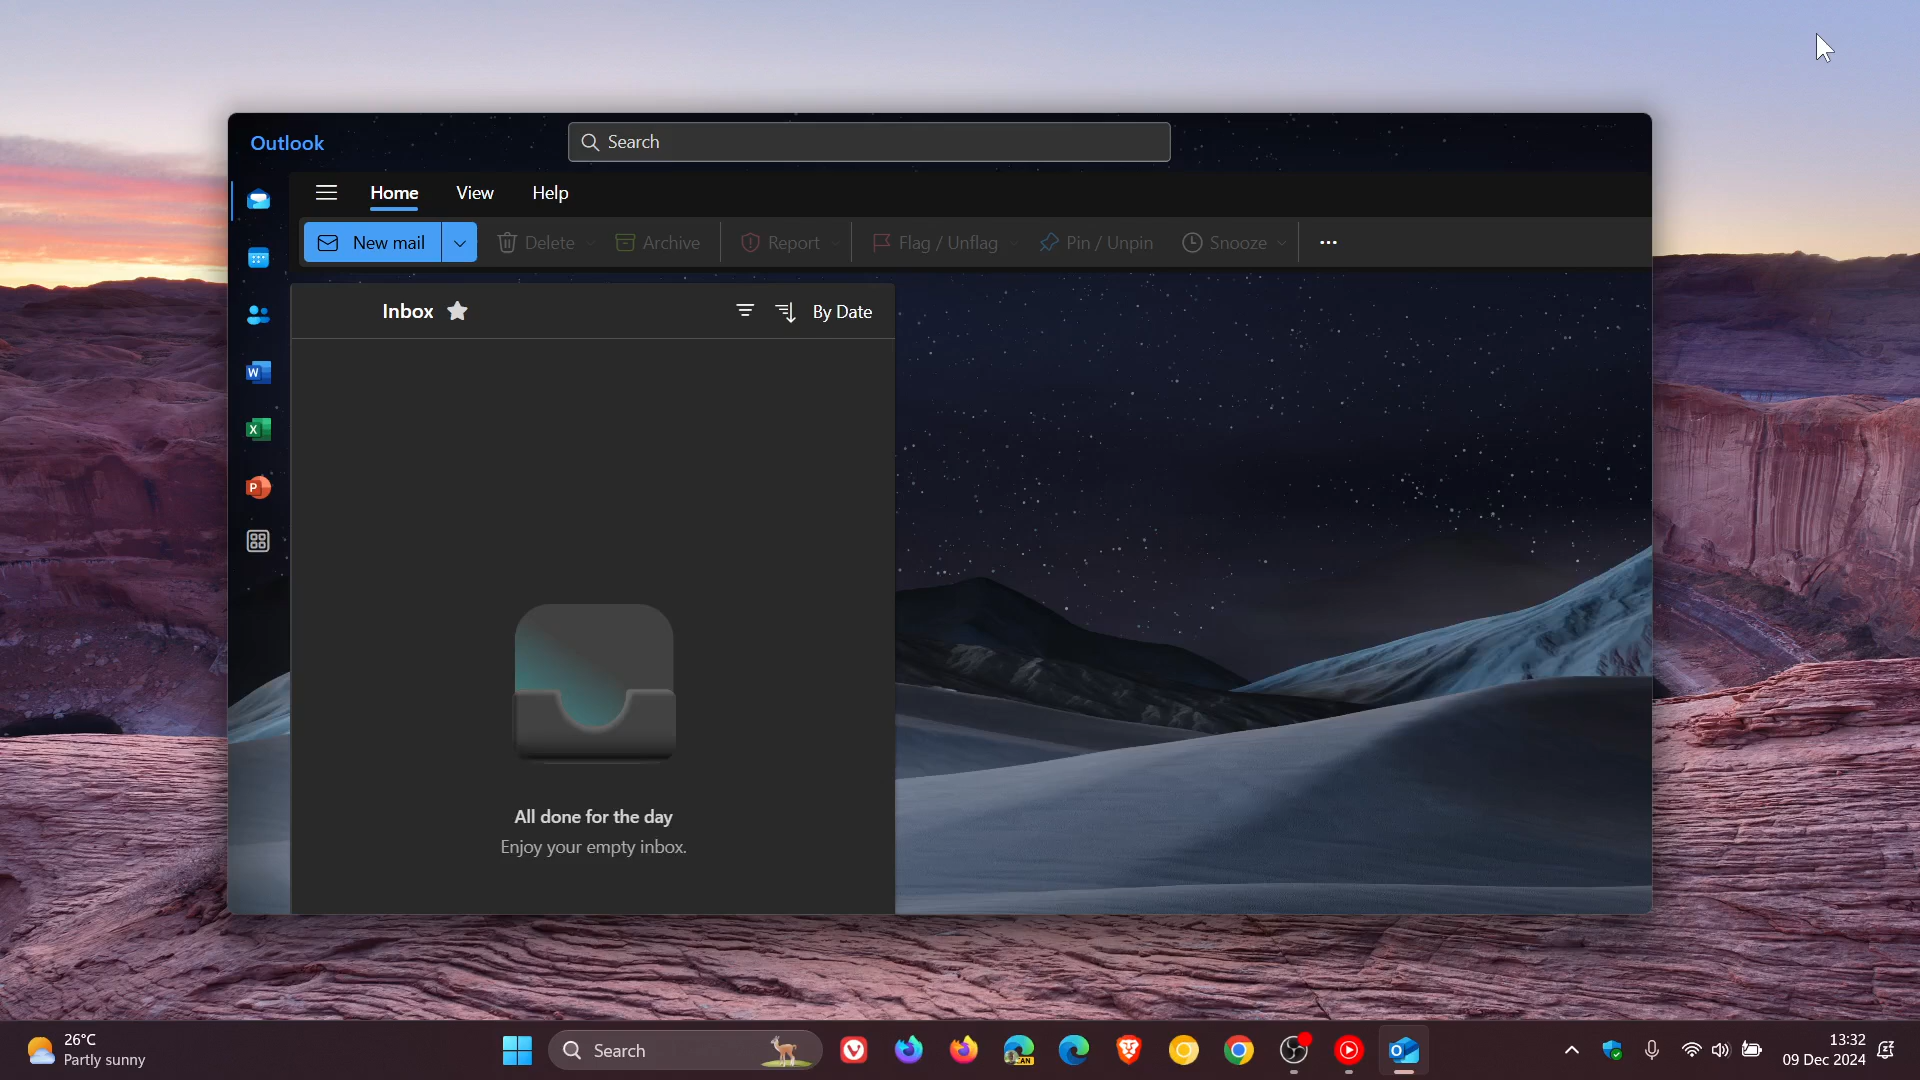 Outlook
Search
Home View Help
New mail Delete Archive Report Flag / Unflag Pin / Unpin Snooze
Inbox By Date
W
X
P
All done for the day
Enjoy your empty inbox.
26°C
Partly sunny
Search
CAN
O
13:32
09 Dec 2024